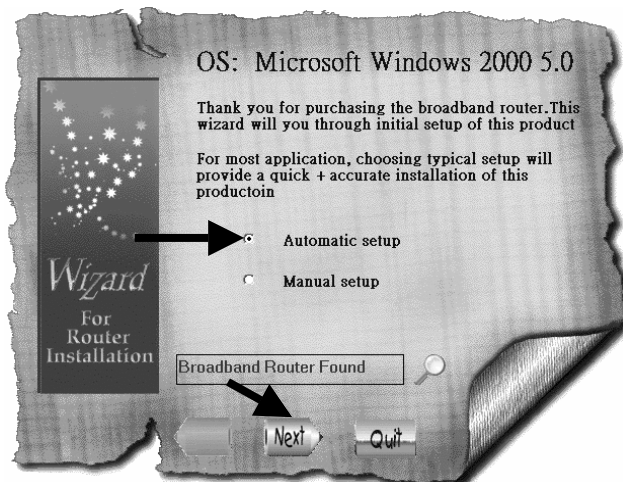 OS: Microsoft Windows 2000 5.0
Thank you for purchasing the broadband router.This
wizard will you through initial setup of this product
For most application, choosing typical setup will
provide a quick + accurate installation of this
productoin
Automatic setup
Manual setup
Wizard
For
Router
Installation
Broadband Router Found
Next
Quit